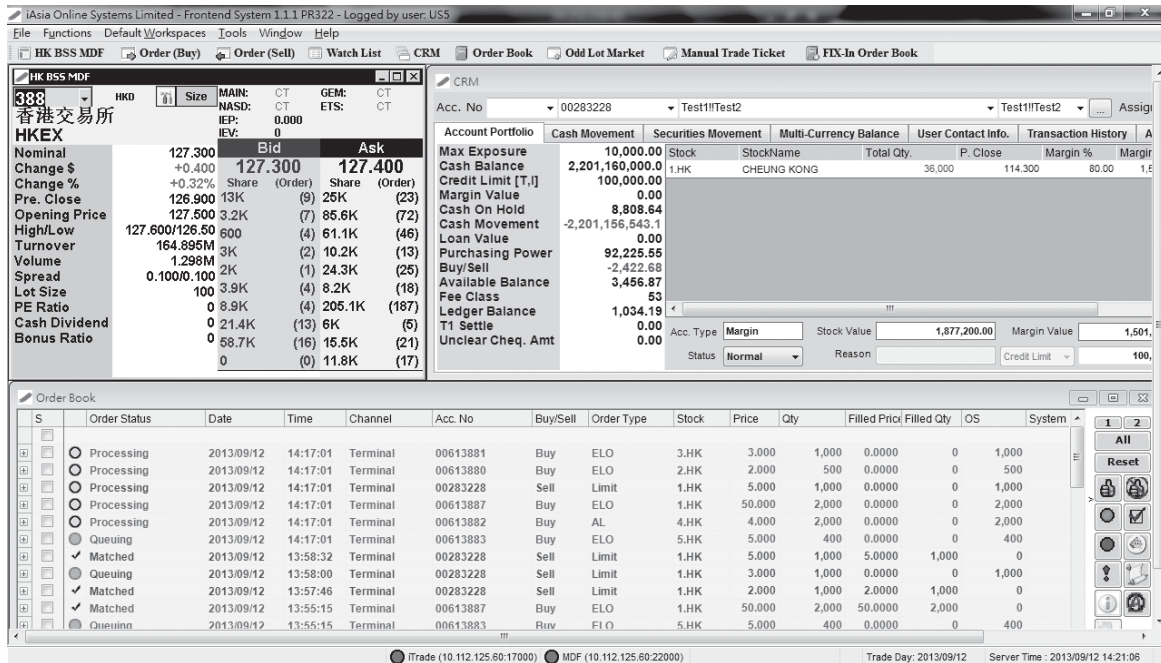 iAsia Online Systems Limited - Frontend System 1.1.1 PR322 - Logged by user: US5
File Functions Default Workspaces Tools Window Help
HK BSS MDF Order (Buy) Order (Sell) Watch List CRM Order Book Odd Lot Market Manual Trade Ticket FIX-In Order Book
HK BSS MDF
388 HKD Size MAIN: CT GEM: CT
NASD: CT ETS: CT
香港交易所 IEP: 0.000
HKEX IEV: 0
Bid Ask
127.300 127.400
Share (Order) Share (Order)
Nominal 127.300
Change $ +0.400
Change % +0.32%
Pre. Close 126.900
Opening Price 127.500
High/Low 127.600/126.50
Turnover 164.895M
Volume 1.298M
Spread 0.100/0.100
Lot Size 100
PE Ratio 0
Cash Dividend 0
Bonus Ratio 0
13K (9) 25K (23)
3.2K (7) 85.6K (72)
600 (4) 61.1K (46)
3K (2) 10.2K (13)
2K (1) 24.3K (25)
3.9K (4) 8.2K (18)
8.9K (4) 205.1K (187)
21.4K (13) 6K (5)
58.7K (16) 15.5K (21)
0 (0) 11.8K (17)
CRM
Acc. No 00283228 Test1!!Test2 Test1!!Test2 ... Assig
Account Portfolio Cash Movement Securities Movement Multi-Currency Balance User Contact Info. Transaction History A
Max Exposure 10,000.00
Cash Balance 2,201,160,000.0
Credit Limit [T,I] 100,000.00
Margin Value 0.00
Cash On Hold 8,808.64
Cash Movement -2,201,156,543.1
Loan Value 0.00
Purchasing Power 92,225.55
Buy/Sell -2,422.68
Available Balance 3,456.87
Fee Class 53
Ledger Balance 1,034.19
T1 Settle 0.00
Unclear Cheq. Amt 0.00
Stock StockName Total Qty. P. Close Margin % Margir
1.HK CHEUNG KONG 36,000 114.300 80.00 1,5
Acc. Type Margin Stock Value 1,877,200.00 Margin Value 1,501,
Status Normal Reason Credit Limit 100,
Order Book
S Order Status Date Time Channel Acc. No Buy/Sell Order Type Stock Price Qty Filled Price Filled Qty OS System
Processing 2013/09/12 14:17:01 Terminal 00613881 Buy ELO 3.HK 3.000 1,000 0.0000 0 1,000
Processing 2013/09/12 14:17:01 Terminal 00613880 Buy ELO 2.HK 2.000 500 0.0000 0 500
Processing 2013/09/12 14:17:01 Terminal 00283228 Sell Limit 1.HK 5.000 1,000 0.0000 0 1,000
Processing 2013/09/12 14:17:01 Terminal 00613887 Buy ELO 1.HK 50.000 2,000 0.0000 0 2,000
Processing 2013/09/12 14:17:01 Terminal 00613882 Buy AL 4.HK 4.000 2,000 0.0000 0 2,000
Queuing 2013/09/12 14:17:01 Terminal 00613883 Buy ELO 5.HK 5.000 400 0.0000 0 400
Matched 2013/09/12 13:58:32 Terminal 00283228 Sell Limit 1.HK 5.000 1,000 5.0000 1,000 0
Queuing 2013/09/12 13:58:00 Terminal 00283228 Sell Limit 1.HK 3.000 1,000 0.0000 0 1,000
Matched 2013/09/12 13:57:46 Terminal 00283228 Sell Limit 1.HK 2.000 1,000 2.0000 1,000 0
Matched 2013/09/12 13:55:15 Terminal 00613887 Buy ELO 1.HK 50.000 2,000 50.0000 2,000 0
Queuing 2013/09/12 13:55:15 Terminal 00613883 Buy ELO 5.HK 5.000 400 0.0000 0 400
1 2
All
Reset
iTrade (10.112.125.60:17000) MDF (10.112.125.60:22000) Trade Day: 2013/09/12 Server Time : 2013/09/12 14:21:06